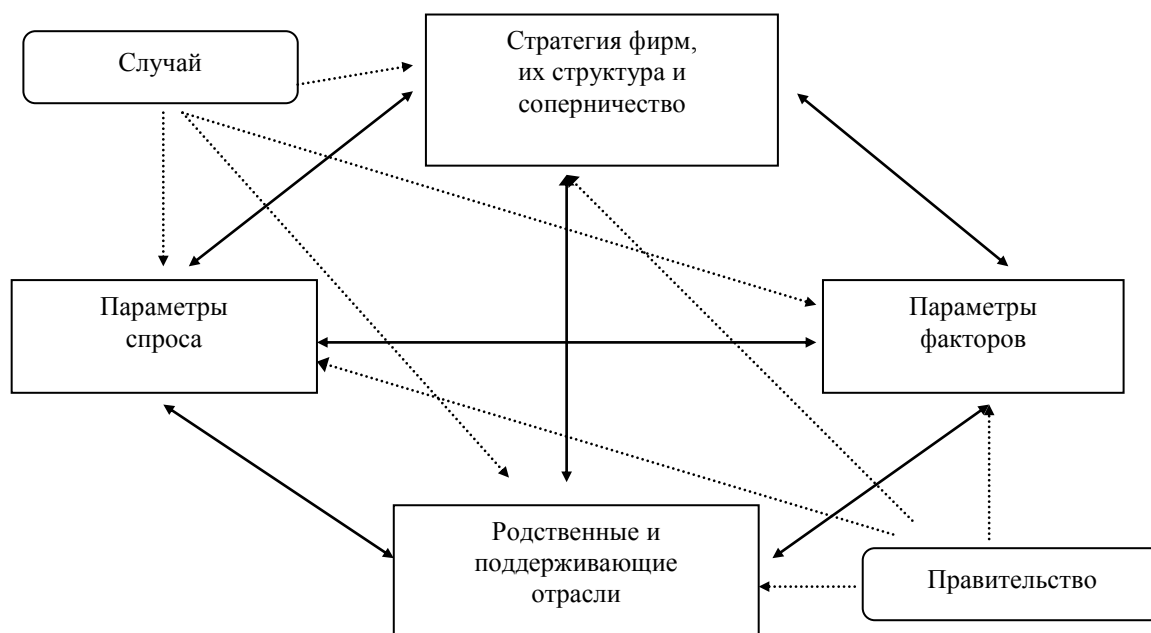 Случай
Стратегия фирм,
их структура и
соперничество
Параметры
спроса
Параметры
факторов
Родственные и
поддерживающие
отрасли
Правительство